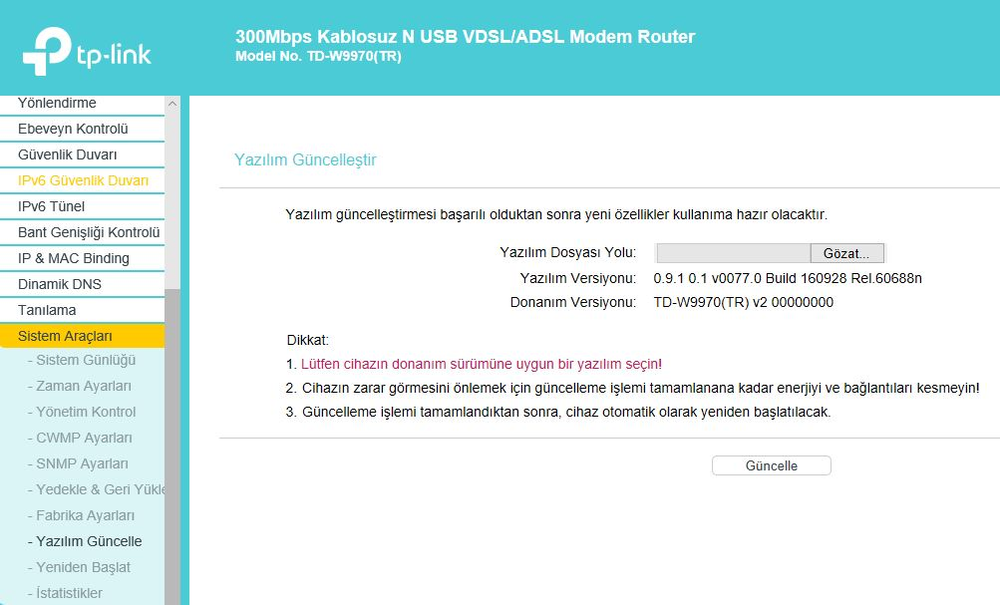 tp-link
300Mbps Kablosuz N USB VDSL/ADSL Modem Router
Model No. TD-W9970(TR)
Yönlendirme
Ebeveyn Kontrolü
Güvenlik Duvarı
IPv6 Güvenlik Duvarı
IPv6 Tünel
Bant Genişliği Kontrolü
IP & MAC Binding
Dinamik DNS
Tanılama
Sistem Araçları
- Sistem Günlüğü
- Zaman Ayarları
- Yönetim Kontrol
- CWMP Ayarları
- SNMP Ayarları
- Yedekle & Geri Yükle
- Fabrika Ayarları
- Yazılım Güncelle
- Yeniden Başlat
- İstatistikler
Yazılım Güncelleştir
Yazılım güncelleştirmesi başarılı olduktan sonra yeni özellikler kullanıma hazır olacaktır.
Yazılım Dosyası Yolu: Gözat...
Yazılım Versiyonu: 0.9.1 0.1 v0077.0 Build 160928 Rel.60688n
Donanım Versiyonu: TD-W9970(TR) v2 00000000
Dikkat:
1. Lütfen cihazın donanım sürümüne uygun bir yazılım seçin!
2. Cihazın zarar görmesini önlemek için güncelleme işlemi tamamlanana kadar enerjiyi ve bağlantıları kesmeyin!
3. Güncelleme işlemi tamamlandıktan sonra, cihaz otomatik olarak yeniden başlatılacak.
Güncelle